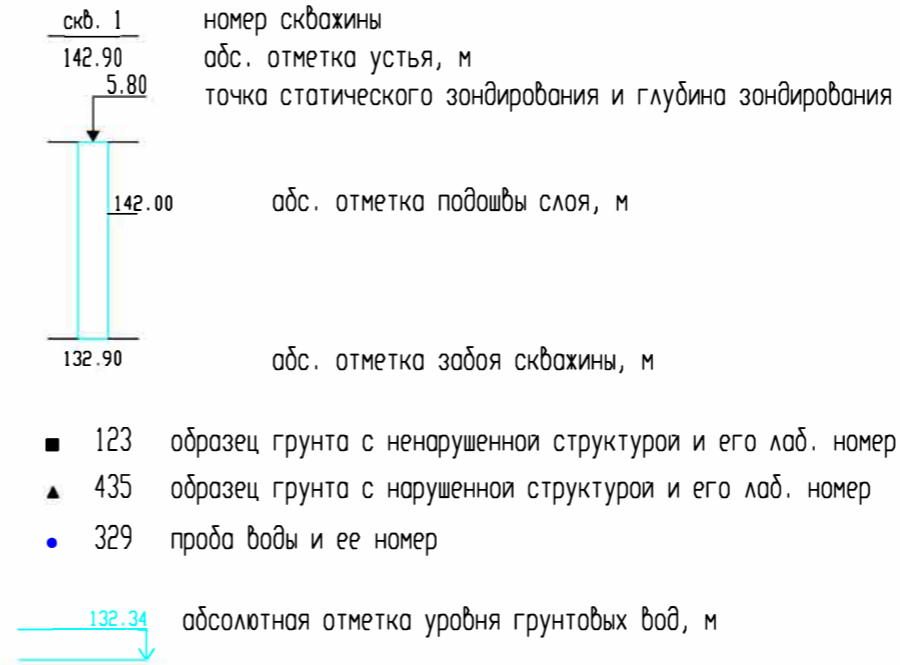 скв. 1 номер скважины
142.90 абс. отметка устья, м
5.80 точка статического зондирования и глубина зондирования
142.00 абс. отметка подошвы слоя, м
132.90 абс. отметка забоя скважины, м
123 образец грунта с ненарушенной структурой и его лаб. номер
435 образец грунта с нарушенной структурой и его лаб. номер
329 проба воды и ее номер
132.34 абсолютная отметка уровня грунтовых вод, м